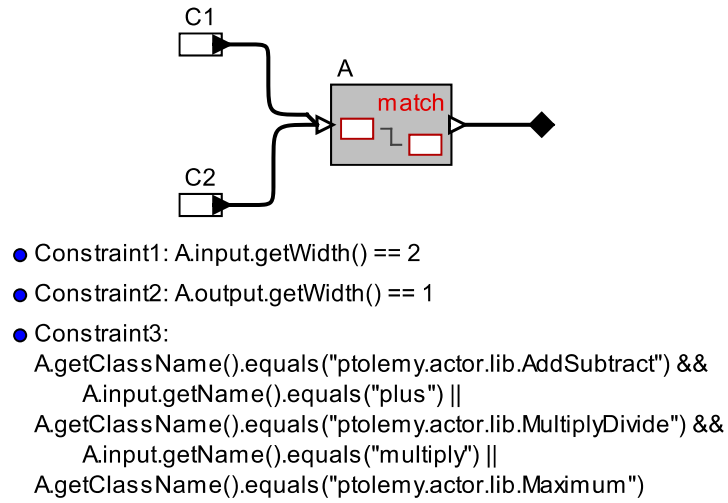 C1
A
match
C2
Constraint1: A.input.getWidth() == 2
Constraint2: A.output.getWidth() == 1
Constraint3:
A.getClassName().equals("ptolemy.actor.lib.AddSubtract") &&
A.input.getName().equals("plus") ||
A.getClassName().equals("ptolemy.actor.lib.MultiplyDivide") &&
A.input.getName().equals("multiply") ||
A.getClassName().equals("ptolemy.actor.lib.Maximum")